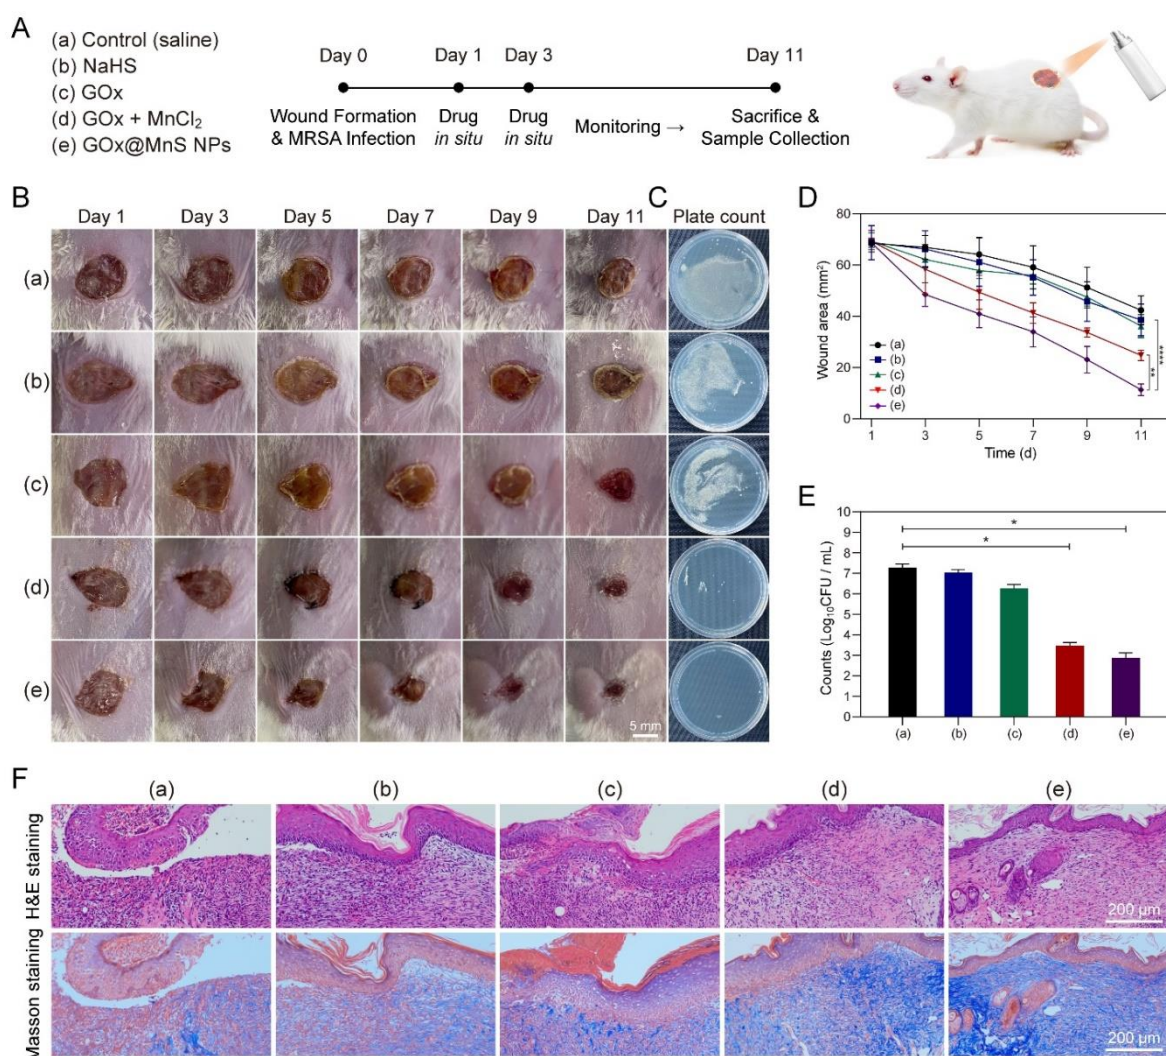 A
(a) Control (saline)
(b) NaHS
(c) GOx
(d) GOx + MnCl₂
(e) GOx@MnS NPs
Day 0 Day 1 Day 3 Day 11
Wound Formation & MRSA Infection
Drug in situ
Drug in situ
Monitoring →
Sacrifice & Sample Collection
B
Day 1 Day 3 Day 5 Day 7 Day 9 Day 11
(a)
(b)
(c)
(d)
(e)
5 mm
C
Plate count
D
Wound area (mm²)
80
60
40
20
0
(a)
(b)
(c)
(d)
(e)
**
****
1 3 5 7 9 11
Time (d)
E
Counts (Log₁₀CFU / mL)
10
9
8
7
6
5
4
3
2
1
0
*
*
(a) (b) (c) (d) (e)
F
(a) (b) (c) (d) (e)
H&E staining
200 μm
Masson staining
200 μm